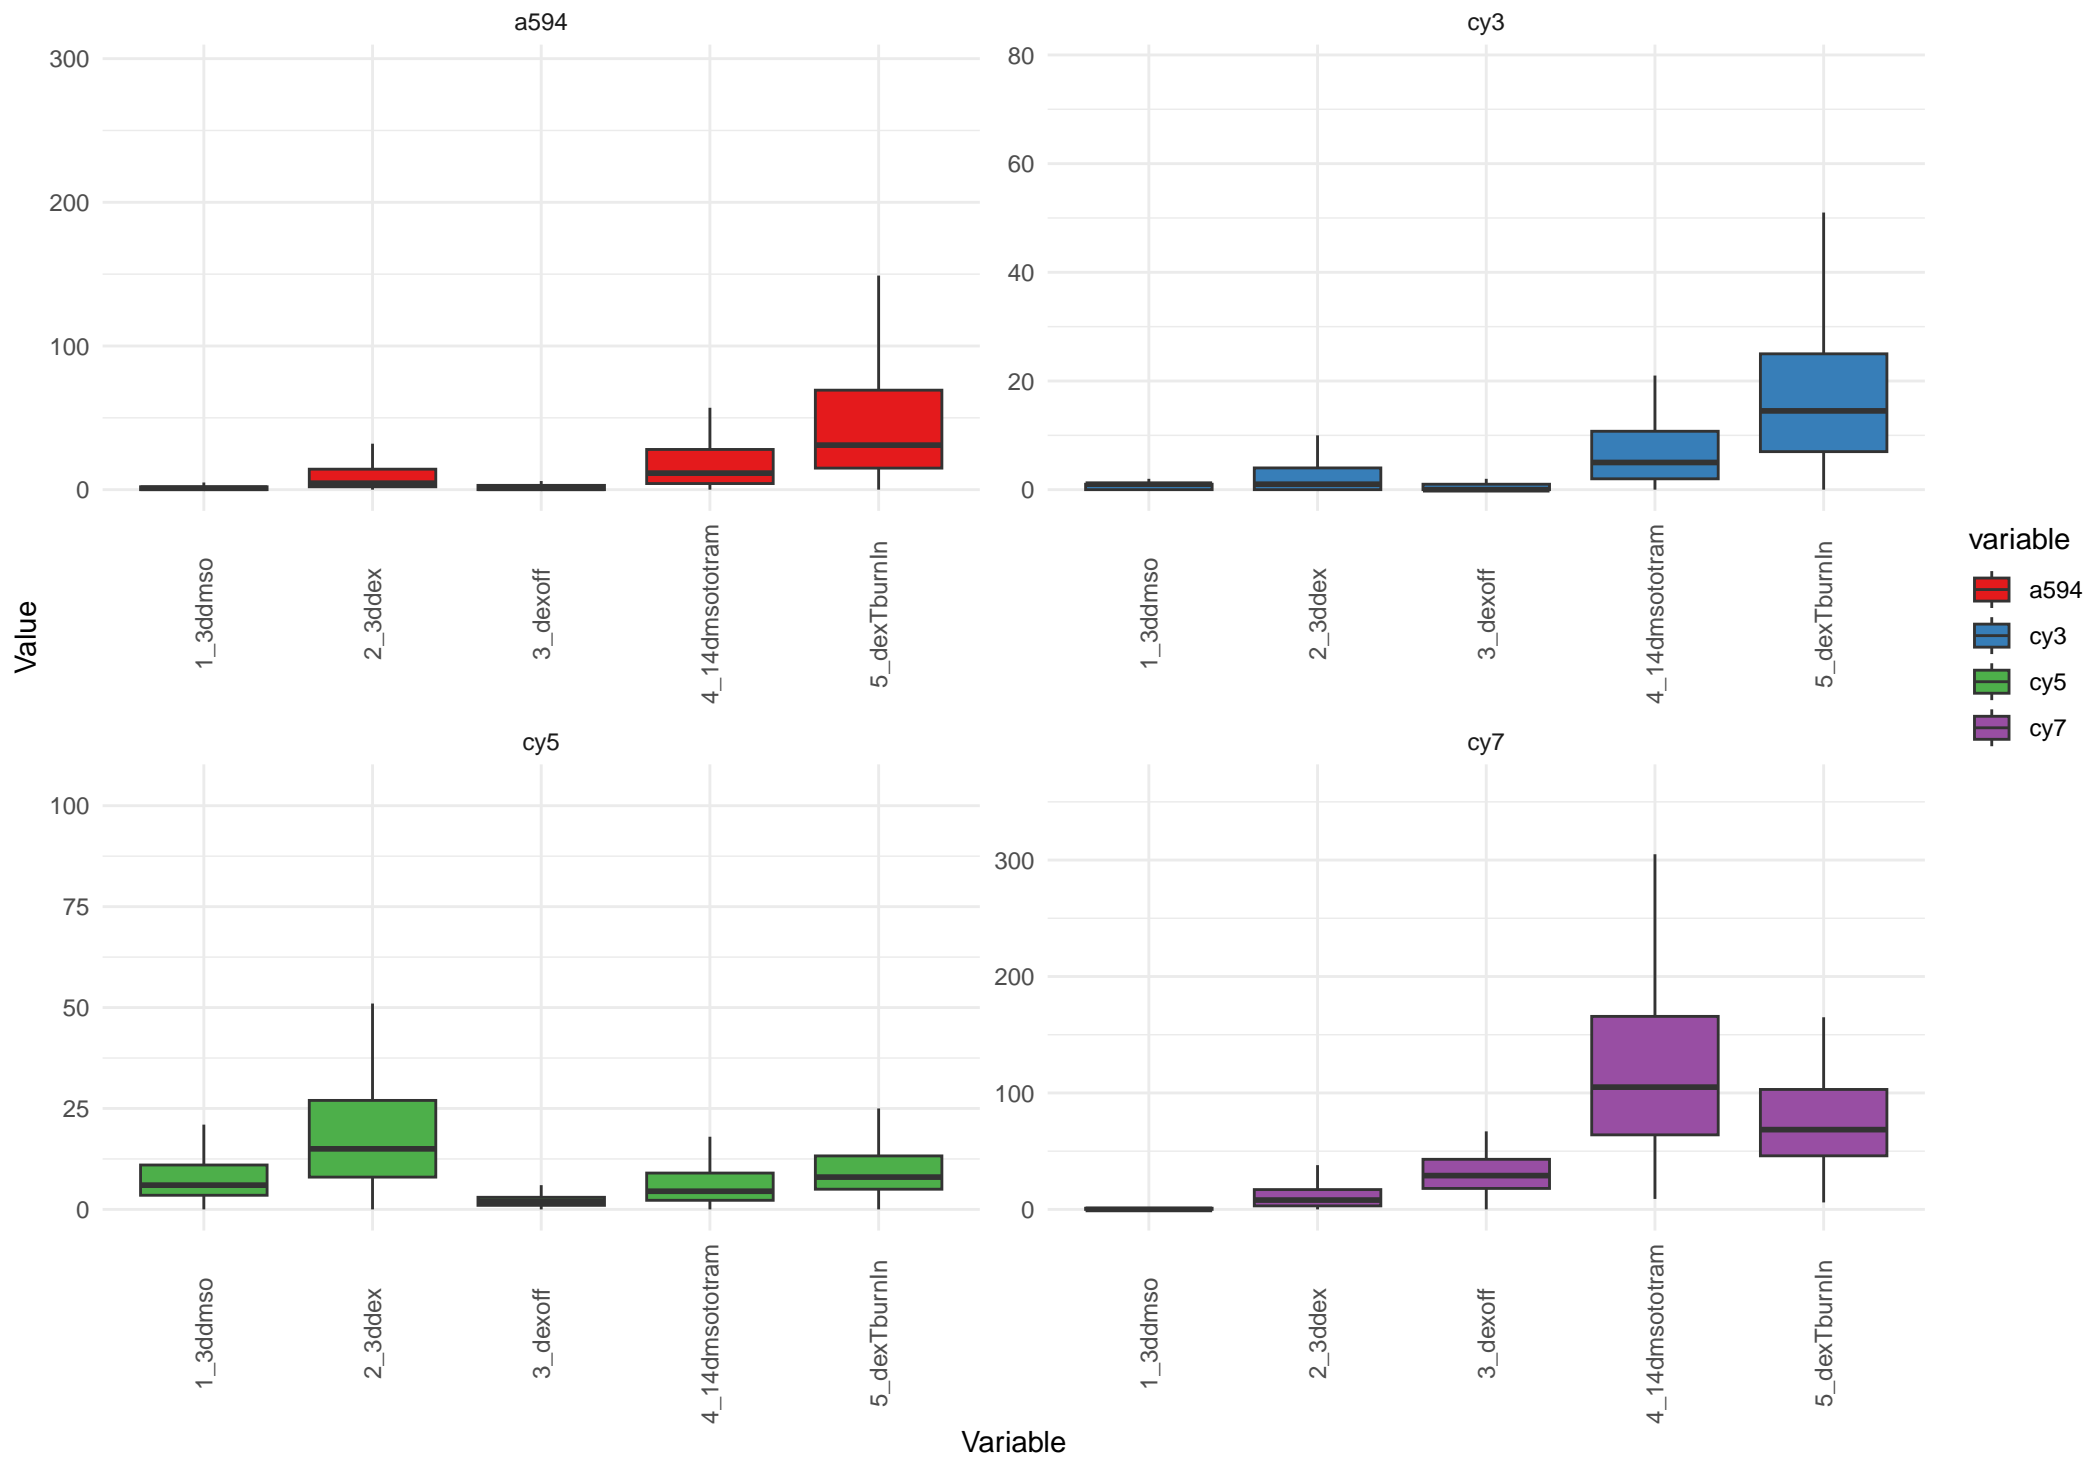 a594
cy3
300
200
100
0
80
60
40
20
0
1_3ddmso
2_3ddex
3_dexoff
4_14dmsototram
5_dexTburnIn
1_3ddmso
2_3ddex
3_dexoff
4_14dmsototram
5_dexTburnIn
Value
variable
a594
cy3
cy5
cy7
cy5
cy7
100
75
50
25
0
300
200
100
0
1_3ddmso
2_3ddex
3_dexoff
4_14dmsototram
5_dexTburnIn
1_3ddmso
2_3ddex
3_dexoff
4_14dmsototram
5_dexTburnIn
Variable